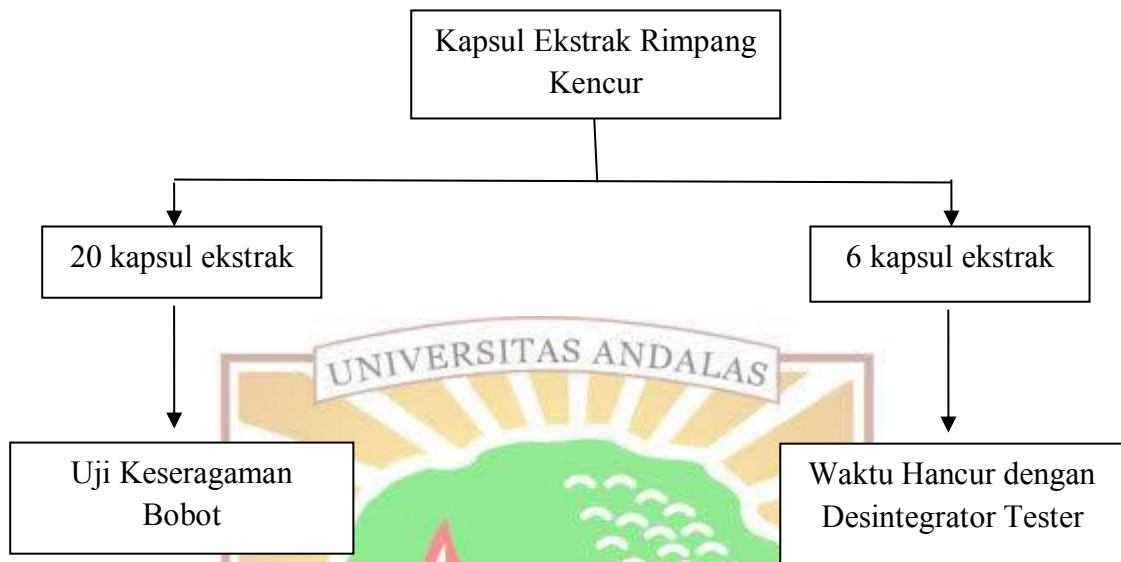 Kapsul Ekstrak Rimpang
Kencur
20 kapsul ekstrak
6 kapsul ekstrak
UNIVERSITAS ANDALAS
Uji Keseragaman
Bobot
Waktu Hancur dengan
Desintegrator Tester